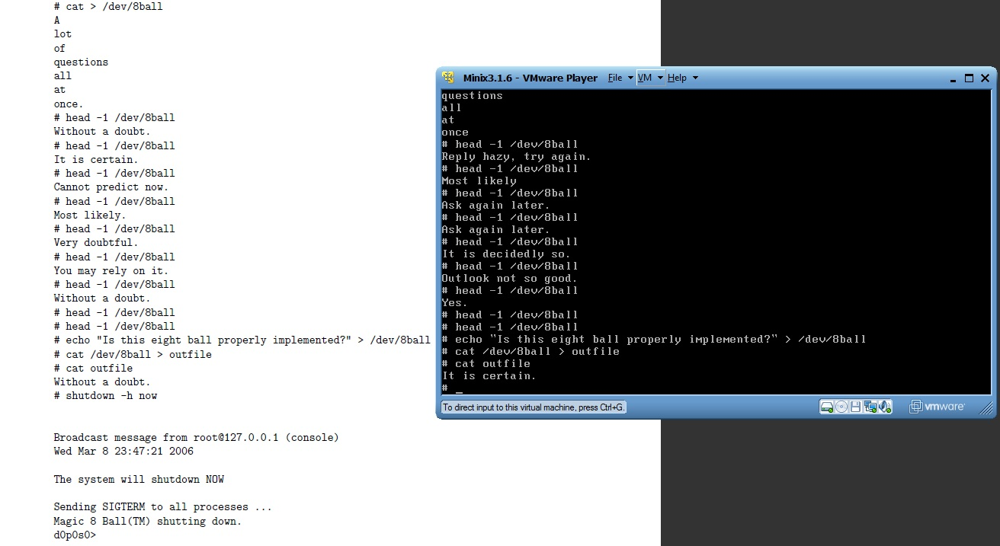 # cat > /dev/8ball
A
lot
of
questions
all
at
once.
# head -1 /dev/8ball
Without a doubt.
# head -1 /dev/8ball
It is certain.
# head -1 /dev/8ball
Cannot predict now.
# head -1 /dev/8ball
Most likely.
# head -1 /dev/8ball
Very doubtful.
# head -1 /dev/8ball
You may rely on it.
# head -1 /dev/8ball
Without a doubt.
# head -1 /dev/8ball
# head -1 /dev/8ball
# echo "Is this eight ball properly implemented?" > /dev/8ball
# cat /dev/8ball > outfile
# cat outfile
Without a doubt.
# shutdown -h now
Broadcast message from root@127.0.0.1 (console)
Wed Mar 8 23:47:21 2006
The system will shutdown NOW
Sending SIGTERM to all processes ...
Magic 8 Ball(TM) shutting down.
d0p0s0>
Minix3.1.6 - VMware Player File VM Help
questions
all
at
once
# head -1 /dev/8ball
Reply hazy, try again.
# head -1 /dev/8ball
Most likely
# head -1 /dev/8ball
Ask again later.
# head -1 /dev/8ball
Ask again later.
# head -1 /dev/8ball
It is decidedly so.
# head -1 /dev/8ball
Outlook not so good.
# head -1 /dev/8ball
Yes.
# head -1 /dev/8ball
# head -1 /dev/8ball
# echo "Is this eight ball properly implemented?" > /dev/8ball
# cat /dev/8ball > outfile
# cat outfile
It is certain.
# _
To direct input to this virtual machine, press Ctrl+G.
vmware